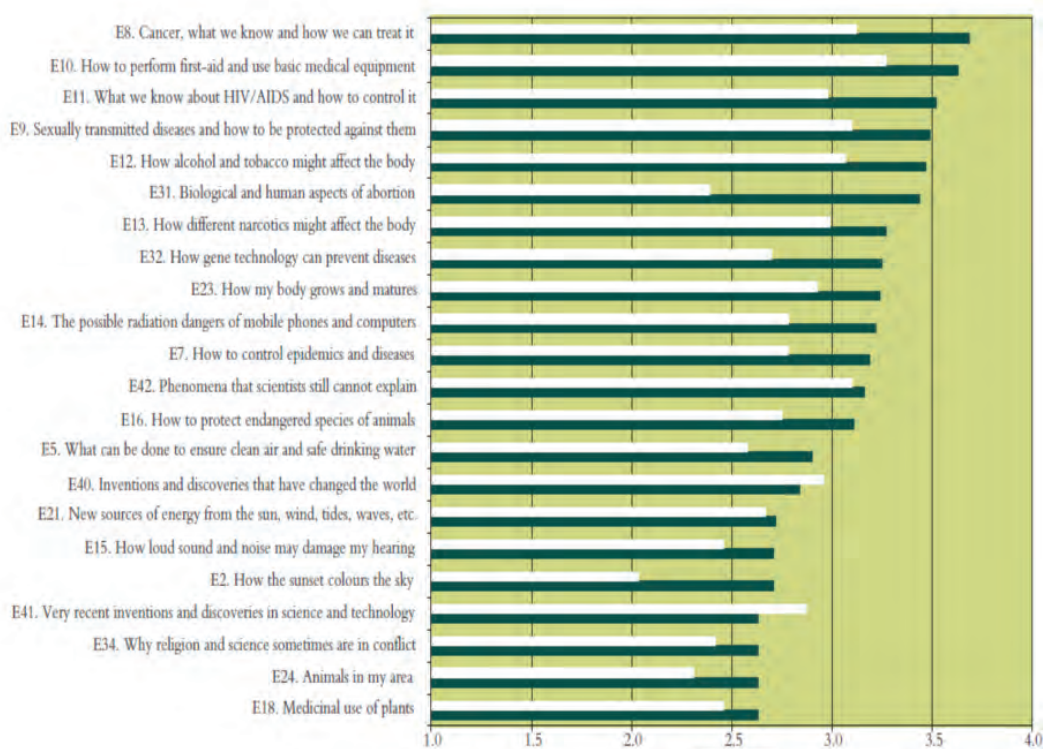 E8. Cancer, what we know and how we can treat it
E10. How to perform first-aid and use basic medical equipment
E11. What we know about HIV/AIDS and how to control it
E9. Sexually transmitted diseases and how to be protected against them
E12. How alcohol and tobacco might affect the body
E31. Biological and human aspects of abortion
E13. How different narcotics might affect the body
E32. How gene technology can prevent diseases
E23. How my body grows and matures
E14. The possible radiation dangers of mobile phones and computers
E7. How to control epidemics and diseases
E42. Phenomena that scientists still cannot explain
E16. How to protect endangered species of animals
E5. What can be done to ensure clean air and safe drinking water
E40. Inventions and discoveries that have changed the world
E21. New sources of energy from the sun, wind, tides, waves, etc.
E15. How loud sound and noise may damage my hearing
E2. How the sunset colours the sky
E41. Very recent inventions and discoveries in science and technology
E34. Why religion and science sometimes are in conflict
E24. Animals in my area
E18. Medicinal use of plants
1.0 1.5 2.0 2.5 3.0 3.5 4.0